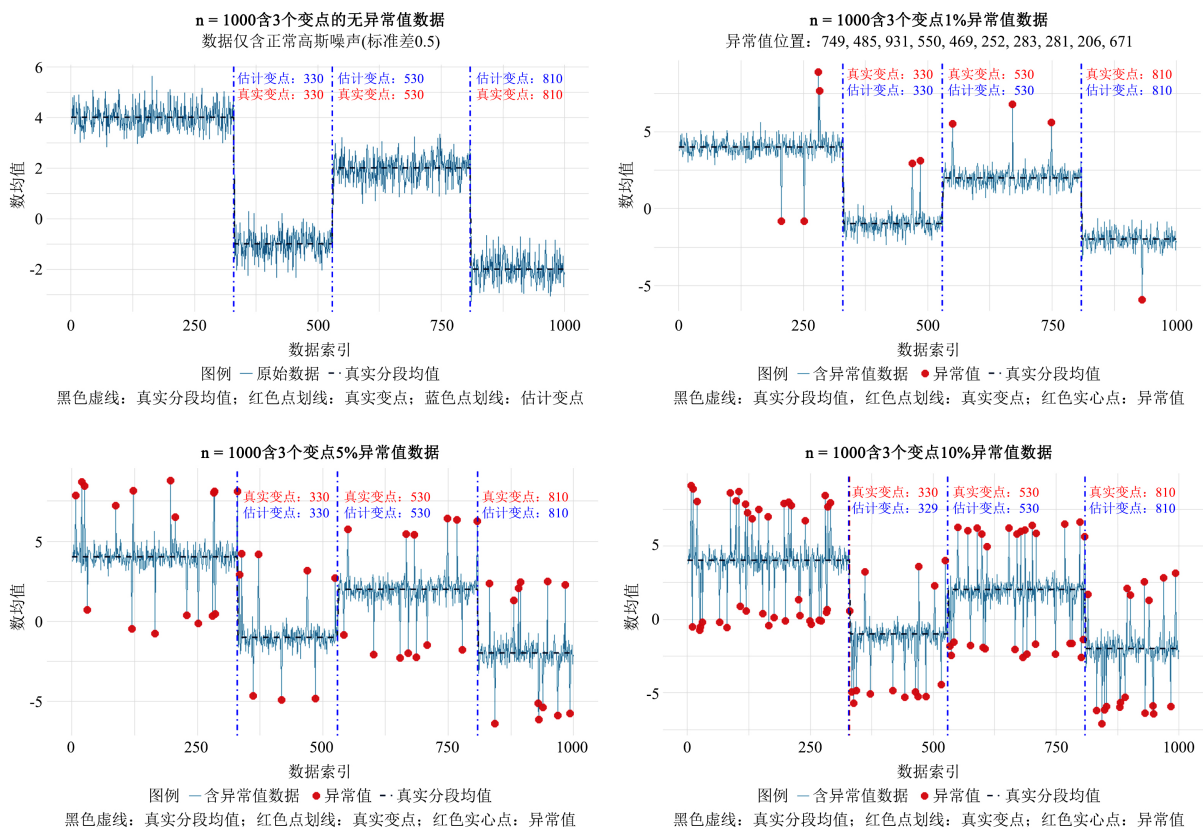 n = 1000含3个变点的无异常值数据
数据仅含正常高斯噪声(标准差0.5)
估计变点：330
真实变点：330
估计变点：530
真实变点：530
估计变点：810
真实变点：810
6
4
2
0
-2
数均值
0
250
500
750
1000
数据索引
图例 原始数据 真实分段均值
黑色虚线：真实分段均值；红色点划线：真实变点；蓝色点划线：估计变点
n = 1000含3个变点1%异常值数据
异常值位置：749, 485, 931, 550, 469, 252, 283, 281, 206, 671
真实变点：330
估计变点：330
真实变点：530
估计变点：530
真实变点：810
估计变点：810
5
0
-5
数均值
0
250
500
750
1000
数据索引
图例 含异常值数据 异常值 真实分段均值
黑色虚线：真实分段均值，红色点划线：真实变点；红色实心点：异常值
n = 1000含3个变点5%异常值数据
真实变点：330
估计变点：330
真实变点：530
估计变点：530
真实变点：810
估计变点：810
5
0
-5
数均值
0
250
500
750
1000
数据索引
图例 含异常值数据 异常值 真实分段均值
黑色虚线：真实分段均值；红色点划线：真实变点；红色实心点：异常值
n = 1000含3个变点10%异常值数据
真实变点：330
估计变点：329
真实变点：530
估计变点：530
真实变点：810
估计变点：810
5
0
-5
数均值
0
250
500
750
1000
数据索引
图例 含异常值数据 异常值 真实分段均值
黑色虚线：真实分段均值；红色点划线：真实变点；红色实心点：异常值